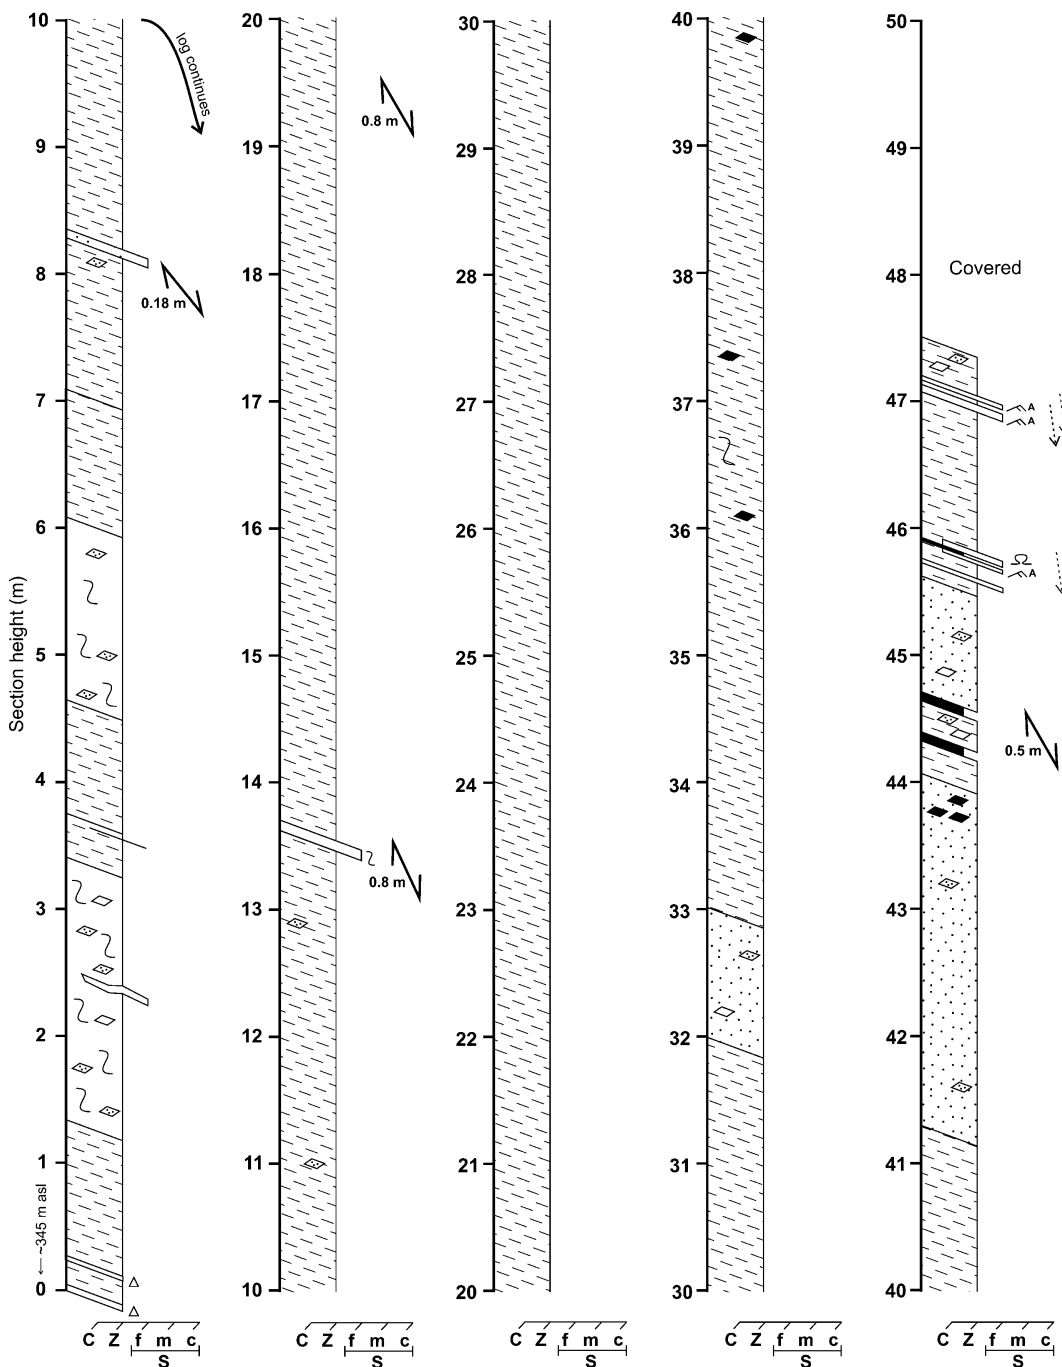 Section height (m)
←~345 m asl
10
9
8
7
6
5
4
3
2
1
0
log continues
0.18 m
C Z f m c
S
20
19
18
17
16
15
14
13
12
11
10
0.8 m
0.8 m
C Z f m c
S
30
29
28
27
26
25
24
23
22
21
20
C Z f m c
S
40
39
38
37
36
35
34
33
32
31
30
C Z f m c
S
50
49
48
47
46
45
44
43
42
41
40
Covered
A
A
A
0.5 m
C Z f m c
S